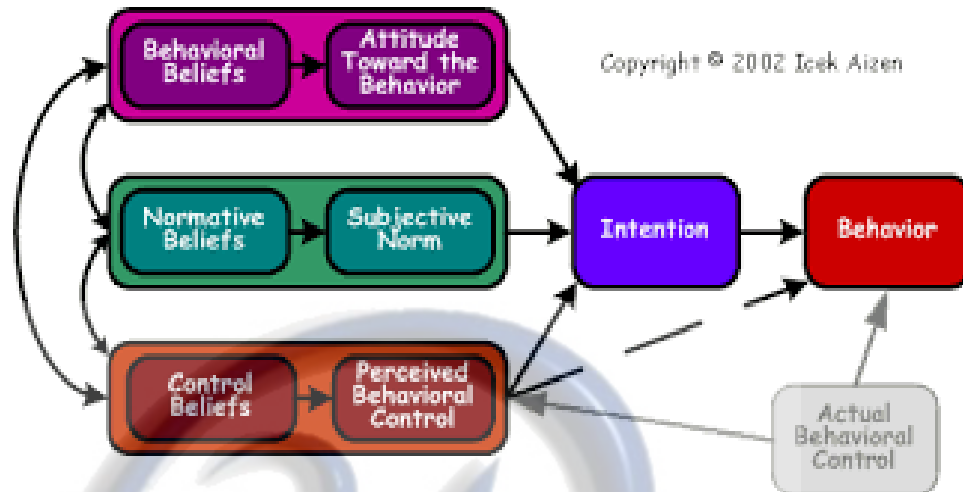 Behavioral
Beliefs
Attitude
Toward the
Behavior
Copyright © 2002 Icek Aizen
Normative
Beliefs
Subjective
Norm
Intention
Behavior
Control
Beliefs
Perceived
Behavioral
Control
Actual
Behavioral
Control